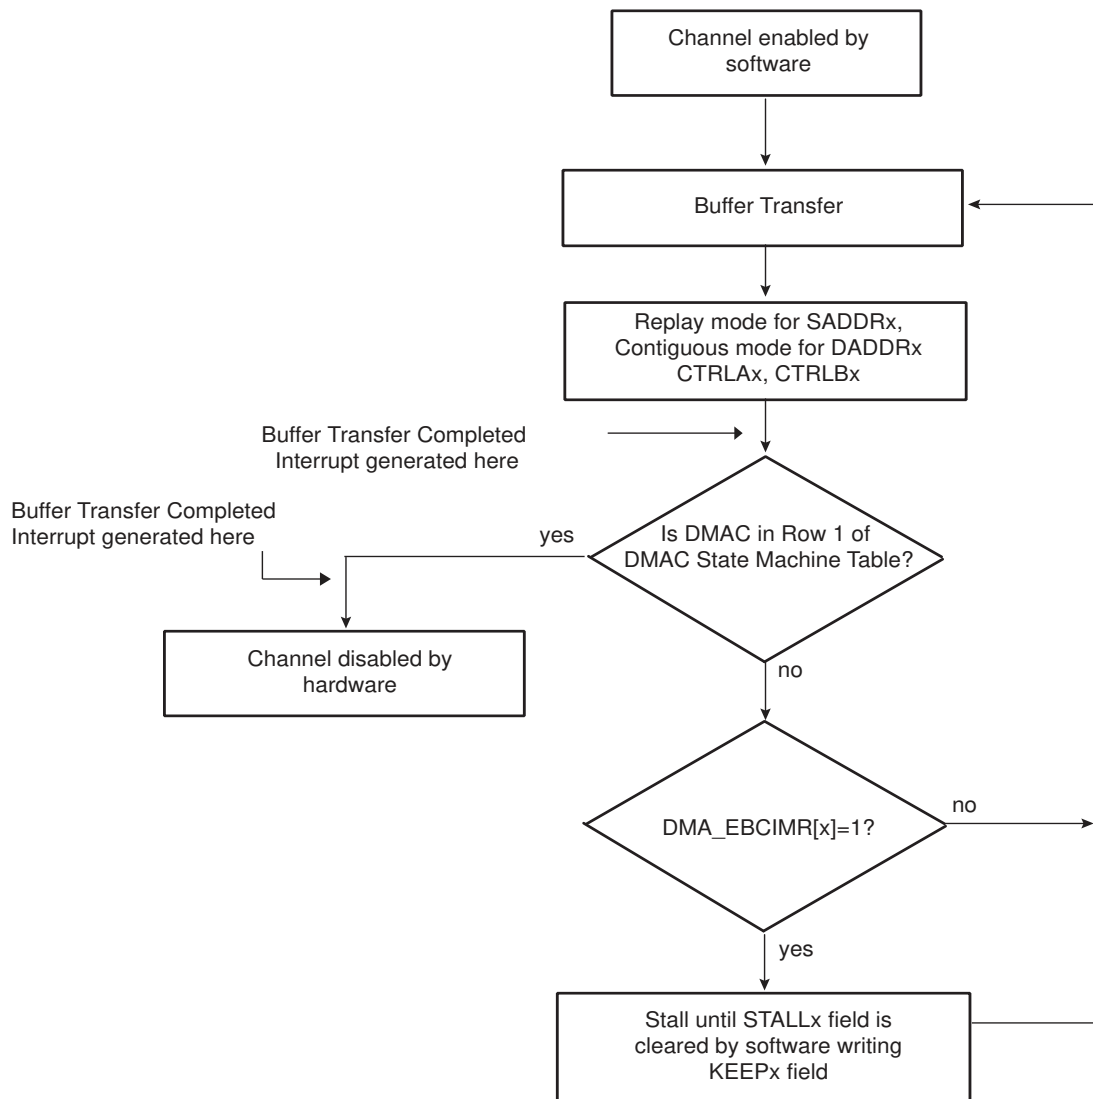 Channel enabled by
software
Buffer Transfer
Replay mode for SADDRx,
Contiguous mode for DADDRx
CTRLAx, CTRLBx
Buffer Transfer Completed
Interrupt generated here
Buffer Transfer Completed
Interrupt generated here
yes
Is DMAC in Row 1 of
DMAC State Machine Table?
Channel disabled by
hardware
no
DMA_EBCIMR[x]=1?
no
yes
Stall until STALLx field is
cleared by software writing
KEEPx field